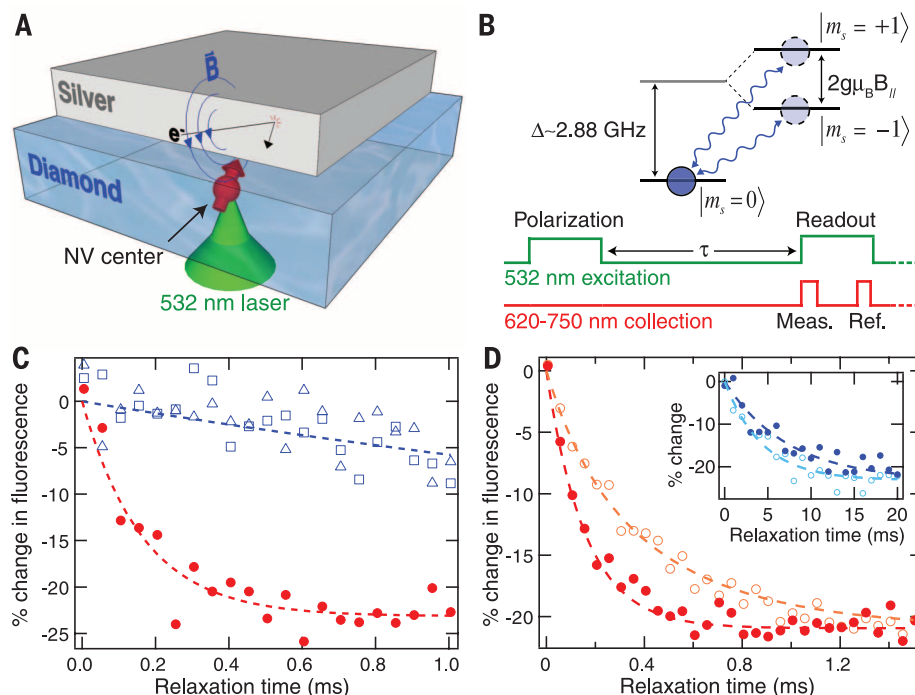 A
B
Silver
Diamond
e-
NV center
532 nm laser
B
|m_s = +1⟩
2gμ_B B_//
|m_s = −1⟩
Δ~2.88 GHz
|m_s = 0⟩
Polarization
Readout
τ
532 nm excitation
620-750 nm collection
Meas.
Ref.
C
% change in fluorescence
0
-5
-10
-15
-20
-25
0.0
0.2
0.4
0.6
0.8
1.0
Relaxation time (ms)
D
% change in fluorescence
0
-5
-10
-15
-20
0
0.4
0.8
1.2
Relaxation time (ms)
% change
0
-10
-20
0
5
10
15
20
Relaxation time (ms)